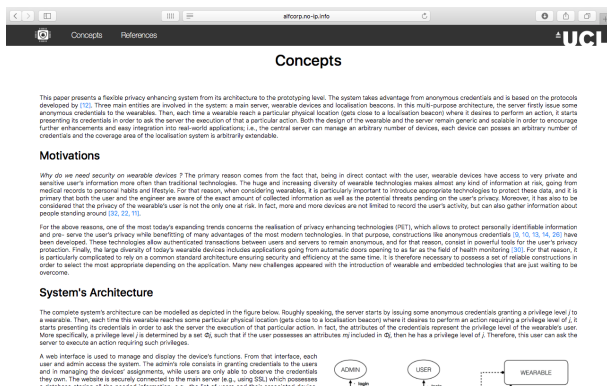 alfcorp.no-ip.info
Concepts References
UCL
Concepts
This paper presents a flexible privacy enhancing system from its architecture to the prototyping level. The system takes advantage from anonymous credentials and is based on the protocols
developed by [12]. Three main entities are involved in the system: a main server, wearable devices and localisation beacons. In this multi-purpose architecture, the server firstly issue some
anonymous credentials to the wearables. Then, each time a wearable reach a particular physical location (gets close to a localisation beacon) where it desires to perform an action, it starts
presenting its credentials in order to ask the server the execution of that particular action. Both the design of the wearable and the server remain generic and scalable in order to encourage
further enhancements and easy integration into real-world applications; i.e., the central server can manage an arbitrary number of devices, each device can posses an arbitrary number of
credentials and the coverage area of the localisation system is arbitrarily extendable.
Motivations
Why do we need security on wearable devices ? The primary reason comes from the fact that, being in direct contact with the user, wearable devices have access to very private and
sensitive user's information more often than traditional technologies. The huge and increasing diversity of wearable technologies makes almost any kind of information at risk, going from
medical records to personal habits and lifestyle. For that reason, when considering wearables, it is particularly important to introduce appropriate technologies to protect these data, and it is
primary that both the user and the engineer are aware of the exact amount of collected information as well as the potential threats pending on the user's privacy. Moreover, it has also to be
considered that the privacy of the wearable's user is not the only one at risk. In fact, more and more devices are not limited to record the user's activity, but can also gather information about
people standing around [32, 22, 11].
For the above reasons, one of the most today's expanding trends concerns the realisation of privacy enhancing technologies (PET), which allows to protect personally identifiable information
and pre- serve the user's privacy while benefitting of many advantages of the most modern technologies. In that purpose, constructions like anonymous credentials [9, 10, 13, 14, 26] have
been developed. These technologies allow authenticated transactions between users and servers to remain anonymous, and for that reason, consist in powerful tools for the user's privacy
protection. Finally, the large diversity of today's wearable devices includes applications going from automatic doors opening to as far as the field of health monitoring [30]. For that reason, it
is particularly complicated to rely on a common standard architecture ensuring security and efficiency at the same time. It is therefore necessary to possess a set of reliable constructions in
order to select the most appropriate depending on the application. Many new challenges appeared with the introduction of wearable and embedded technologies that are just waiting to be
overcome.
System's Architecture
The complete system's architecture can be modelled as depicted in the figure below. Roughly speaking, the server starts by issuing some anonymous credentials granting a privilege level j to
a wearable. Then, each time this wearable reaches some particular physical location (gets close to a localisation beacon) where it desires to perform an action requiring a privilege level of j, it
starts presenting its credentials in order to ask the server the execution of that particular action. In fact, the attributes of the credentials represent the privilege level of the wearable's user.
More specifically, a privilege level is determined by a set Φj, such that if the user possesses an attributes mj included in Φj, then he has a privilege level of j. Therefore, this user can ask the
server to execute an action requiring such privileges.
A web interface is used to manage and display the device's functions. From that interface, each
user and admin access the system. The admin's role consists in granting credentials to the users
and in managing the devices' assignments, while users are only able to observe the credentials
they own. The website is securely connected to the main server (e.g., using SSL) which possesses
ADMIN USER WEARABLE
login